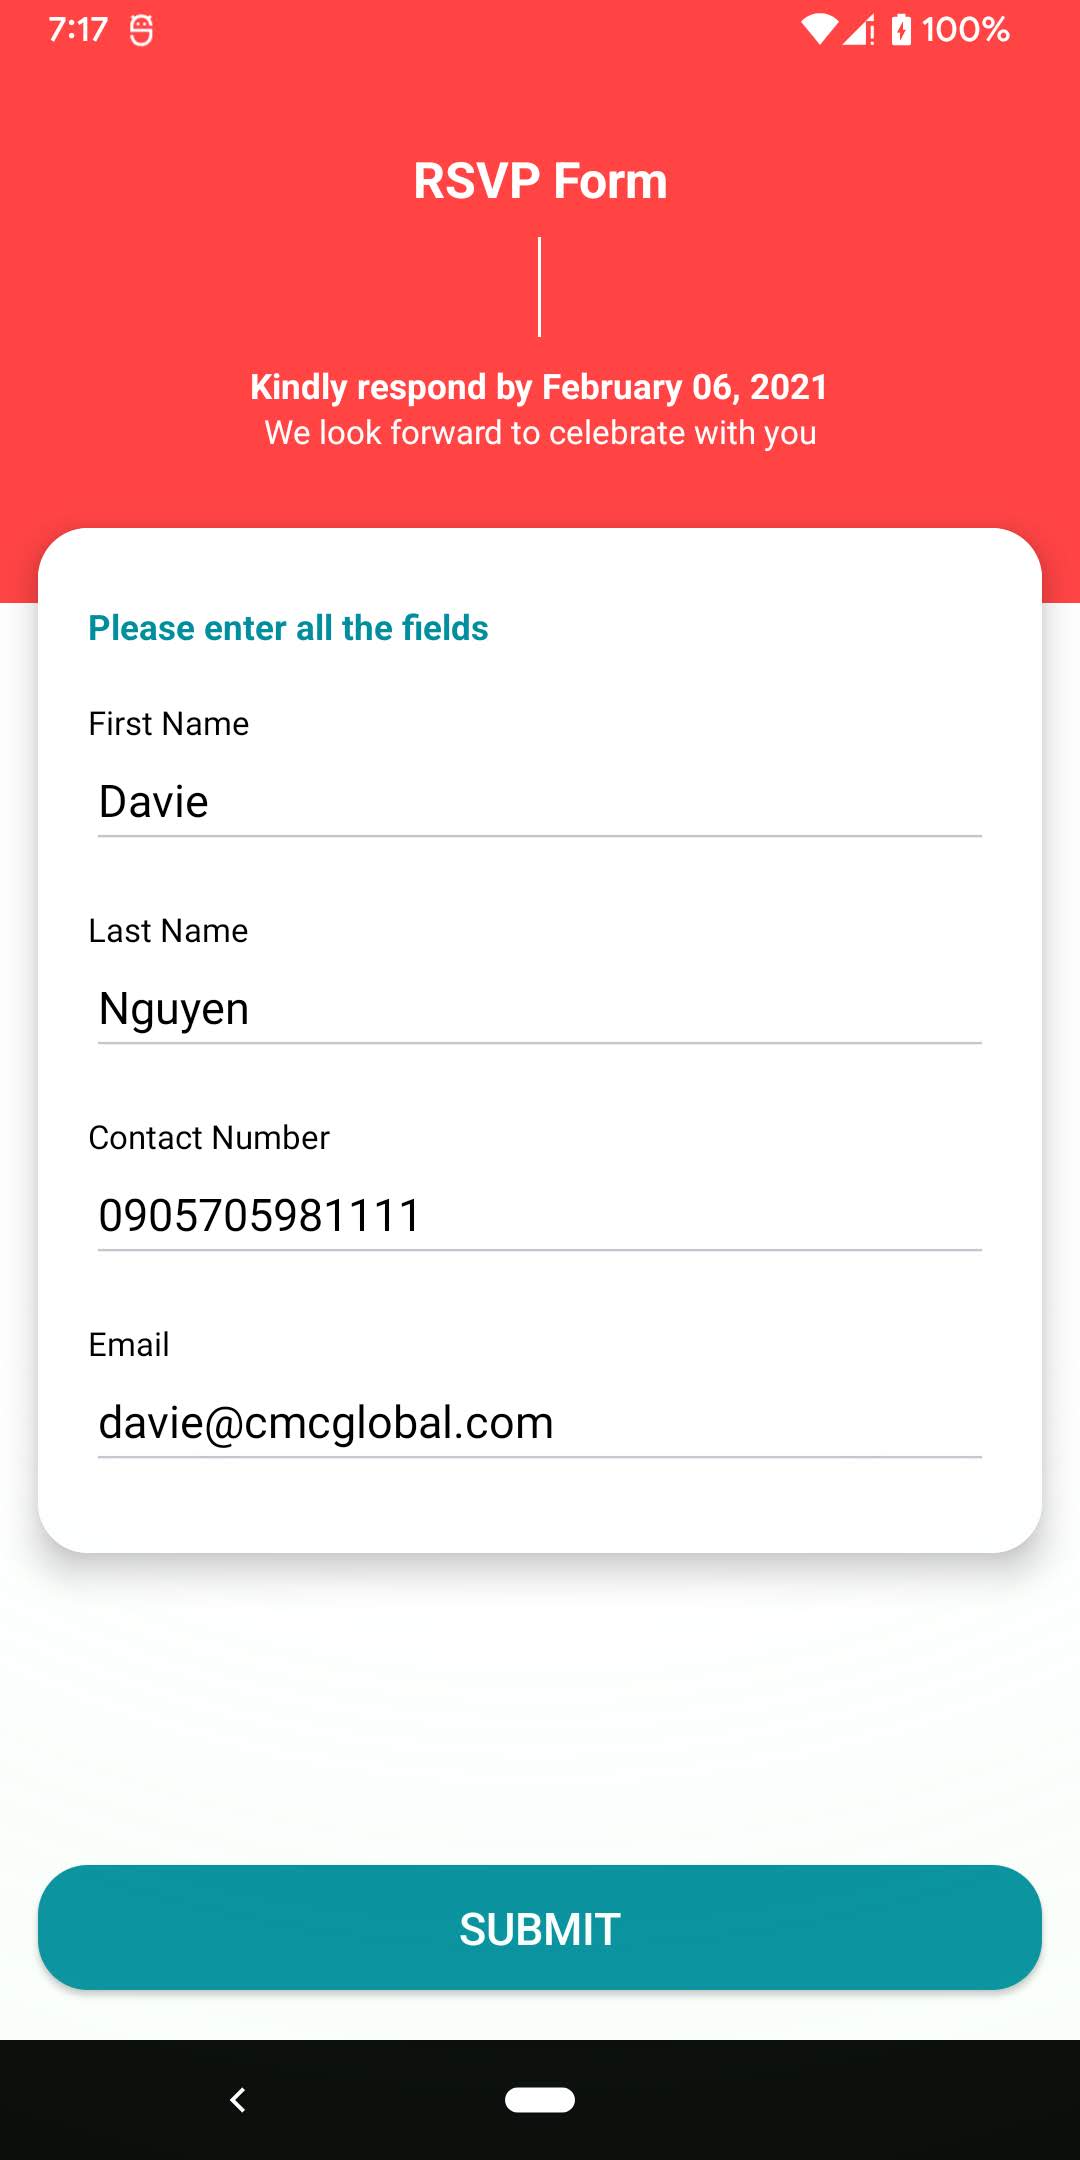 7:17 100%
RSVP Form
Kindly respond by February 06, 2021
We look forward to celebrate with you
Please enter all the fields
First Name
Davie
Last Name
Nguyen
Contact Number
0905705981111
Email
davie@cmcglobal.com
SUBMIT